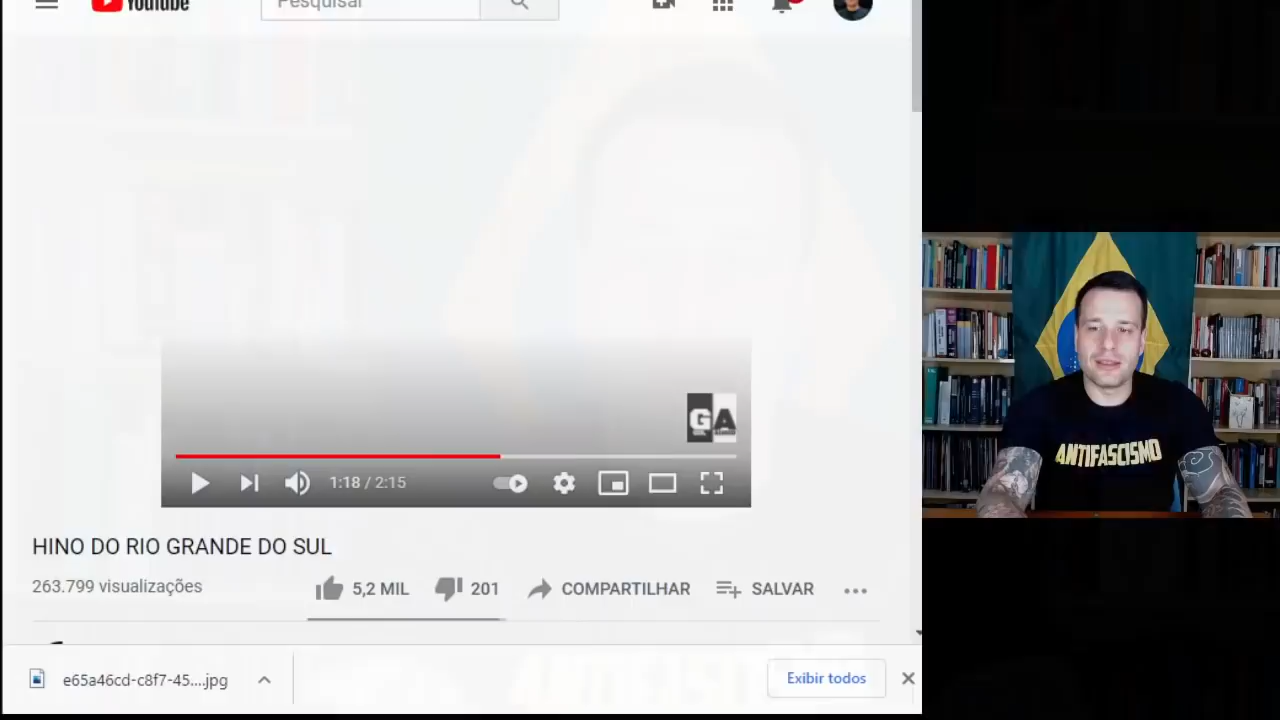 YouTube
Pesquisar
GA
1:18 / 2:15
HINO DO RIO GRANDE DO SUL
263.799 visualizações
5,2 MIL
201
COMPARTILHAR
SALVAR
e65a46cd-c8f7-45....jpg
Exibir todos
ANTIFASCISMO